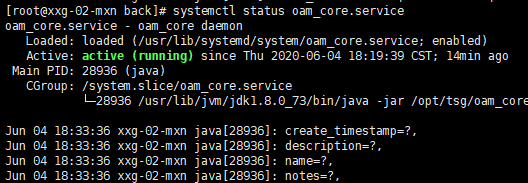 [root@xxg-02-mxn back]# systemctl status oam_core.service
oam_core.service - oam_core daemon
Loaded: loaded (/usr/lib/systemd/system/oam_core.service; enabled)
Active: active (running) since Thu 2020-06-04 18:19:39 CST; 14min ago
Main PID: 28936 (java)
CGroup: /system.slice/oam_core.service
└─28936 /usr/lib/jvm/jdk1.8.0_73/bin/java -jar /opt/tsg/oam_core
Jun 04 18:33:36 xxg-02-mxn java[28936]: create_timestamp=?,
Jun 04 18:33:36 xxg-02-mxn java[28936]: description=?,
Jun 04 18:33:36 xxg-02-mxn java[28936]: name=?,
Jun 04 18:33:36 xxg-02-mxn java[28936]: notes=?,